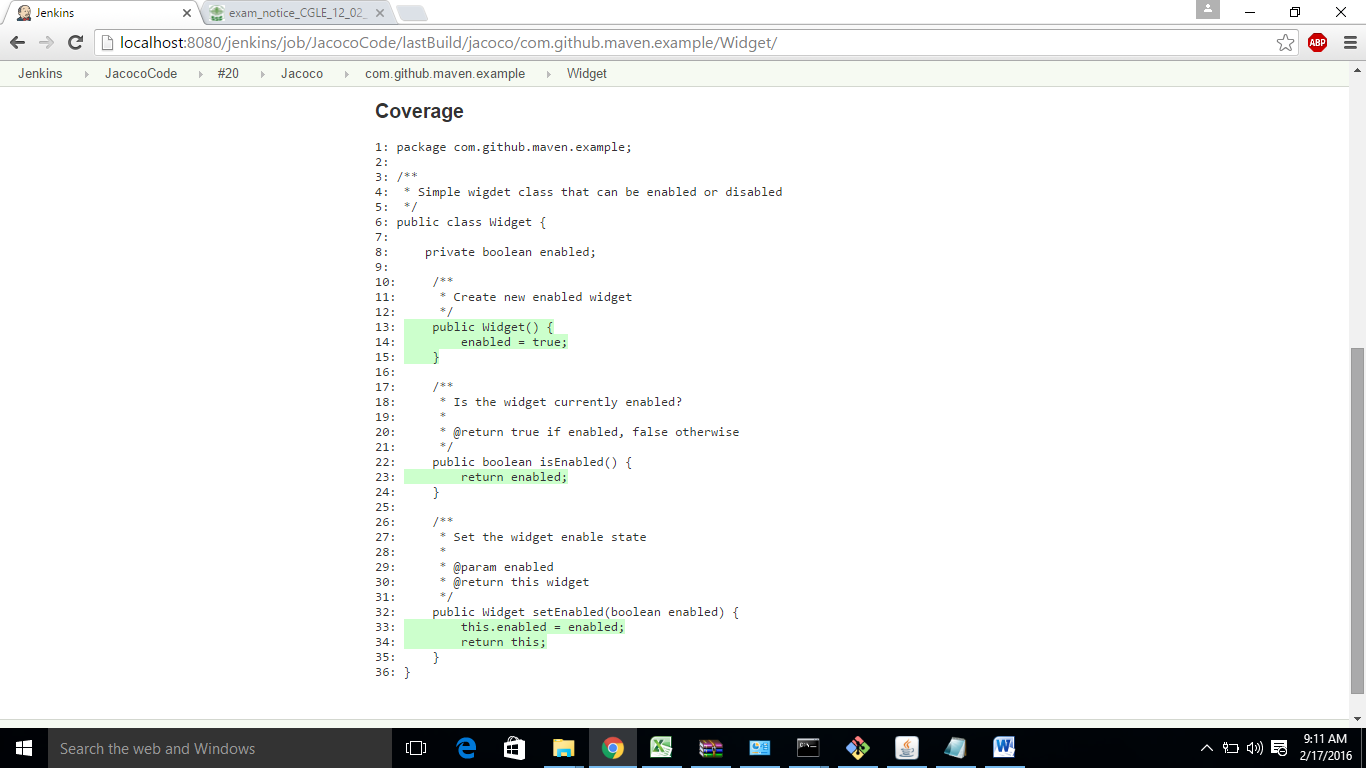 Jenkins
exam_notice_CGLE_12_02_
localhost:8080/jenkins/job/JacocoCode/lastBuild/jacoco/com.github.maven.example/Widget/
ABP
Jenkins JacocoCode #20 Jacoco com.github.maven.example Widget
Coverage
1: package com.github.maven.example;
2:
3: /**
4:  * Simple wigdet class that can be enabled or disabled
5:  */
6: public class Widget {
7:
8:     private boolean enabled;
9:
10:     /**
11:      * Create new enabled widget
12:      */
13:     public Widget() {
14:         enabled = true;
15:     }
16:
17:     /**
18:      * Is the widget currently enabled?
19:      *
20:      * @return true if enabled, false otherwise
21:      */
22:     public boolean isEnabled() {
23:         return enabled;
24:     }
25:
26:     /**
27:      * Set the widget enable state
28:      *
29:      * @param enabled
30:      * @return this widget
31:      */
32:     public Widget setEnabled(boolean enabled) {
33:         this.enabled = enabled;
34:         return this;
35:     }
36: }
Search the web and Windows
9:11 AM
2/17/2016